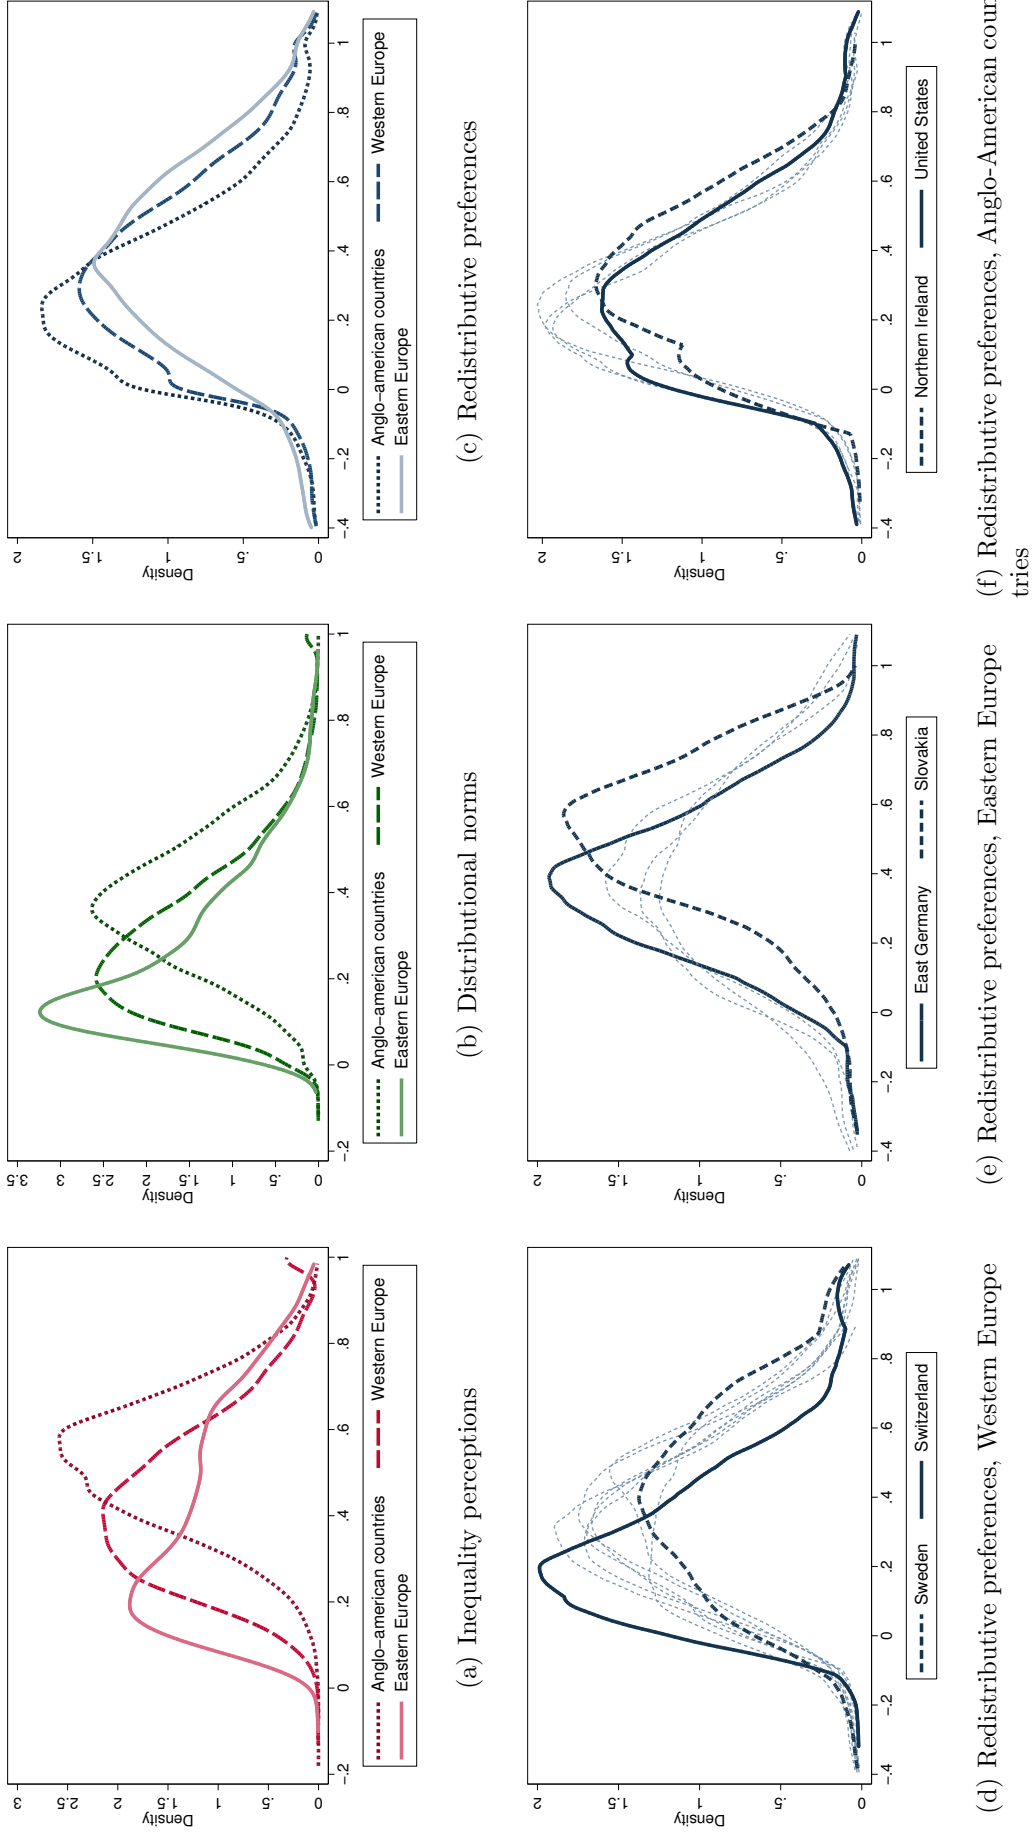 0 .5 1 1.5 2 2.5 3
Density
−.2 0 .2 .4 .6 .8 1
Anglo−american countries Western Europe
Eastern Europe
(a) Inequality perceptions
0 .5 1 1.5 2 2.5 3 3.5
Density
−.2 0 .2 .4 .6 .8 1
Anglo−american countries Western Europe
Eastern Europe
(b) Distributional norms
0 .5 1 1.5 2
Density
−.4 −.2 0 .2 .4 .6 .8 1
Anglo−american countries Western Europe
Eastern Europe
(c) Redistributive preferences
0 .5 1 1.5 2
Density
−.4 −.2 0 .2 .4 .6 .8 1
Sweden Switzerland
(d) Redistributive preferences, Western Europe
0 .5 1 1.5 2
Density
−.4 −.2 0 .2 .4 .6 .8 1
East Germany Slovakia
(e) Redistributive preferences, Eastern Europe
0 .5 1 1.5 2
Density
−.4 −.2 0 .2 .4 .6 .8 1
Northern Ireland United States
(f) Redistributive preferences, Anglo-American coun
tries